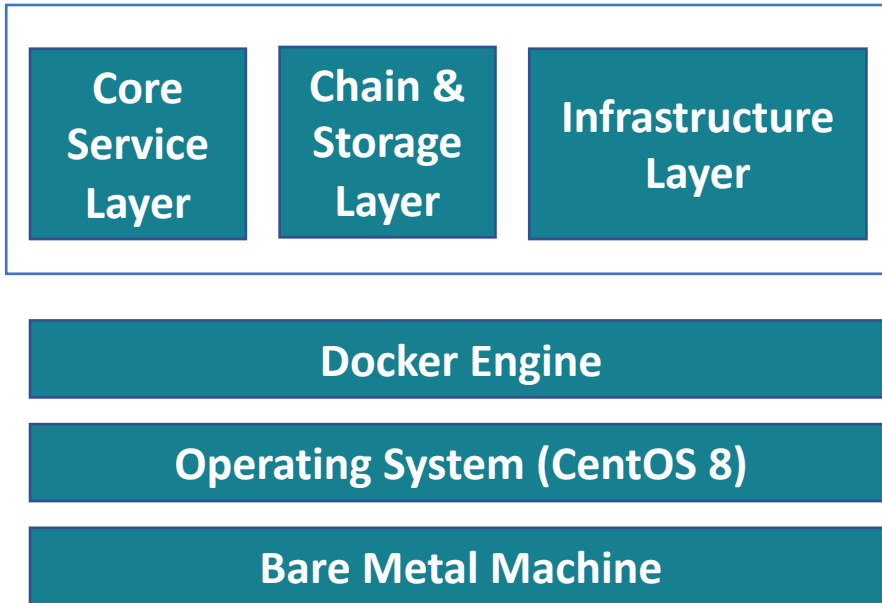 Core
Service
Layer
Chain &
Storage
Layer
Infrastructure
Layer
Docker Engine
Operating System (CentOS 8)
Bare Metal Machine